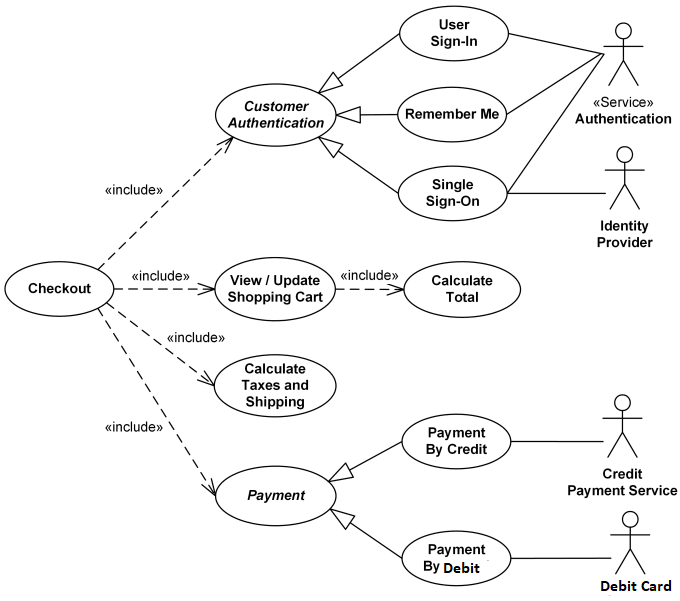 User
Sign-In
Customer
Authentication
Remember Me
«Service»
Authentication
Single
Sign-On
Identity
Provider
«include»
Checkout
«include»
View / Update
Shopping Cart
«include»
Calculate
Total
«include»
Calculate
Taxes and
Shipping
«include»
Payment
By Credit
Credit
Payment Service
Payment
Payment
By Debit
Debit Card